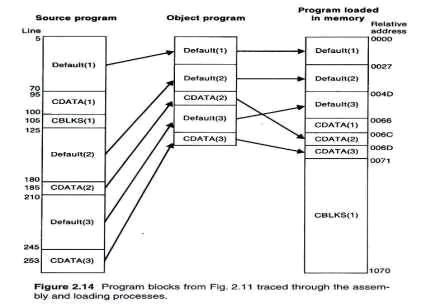 Source program
Object program
Program loaded
in memory
Line
Relative
address
5
Default(1)
70
95
CDATA(1)
100
105
CBLKS(1)
125
Default(2)
180
185
CDATA(2)
210
Default(3)
245
253
CDATA(3)
Default(1)
Default(2)
CDATA(2)
Default(3)
CDATA(3)
0000
Default(1)
0027
Default(2)
004D
Default(3)
0066
CDATA(1)
006C
CDATA(2)
006D
CDATA(3)
0071
CBLKS(1)
1070
Figure 2.14 Program blocks from Fig. 2.11 traced through the assem-
bly and loading processes.